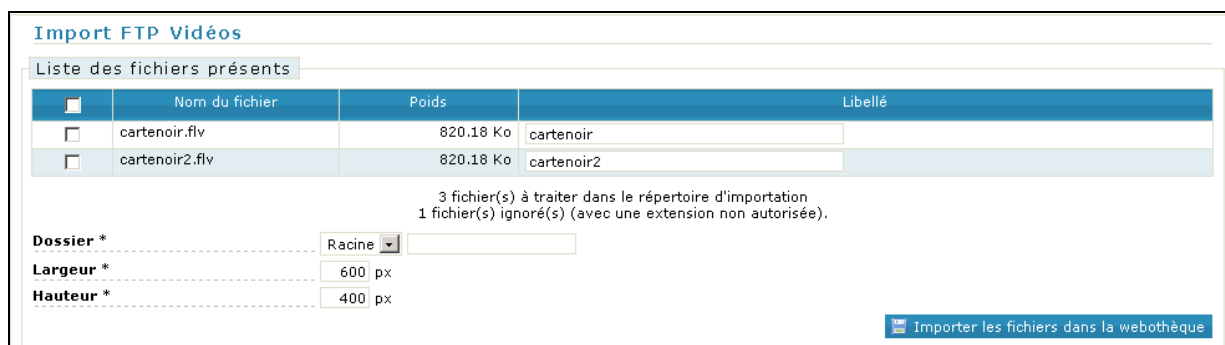 Import FTP Vidéos
Liste des fichiers présents
Nom du fichier Poids Libellé
cartenoir.flv 820.18 Ko cartenoir
cartenoir2.flv 820.18 Ko cartenoir2
3 fichier(s) à traiter dans le répertoire d'importation
1 fichier(s) ignoré(s) (avec une extension non autorisée).
Dossier * Racine
Largeur * 600 px
Hauteur * 400 px
Importer les fichiers dans la webothèque